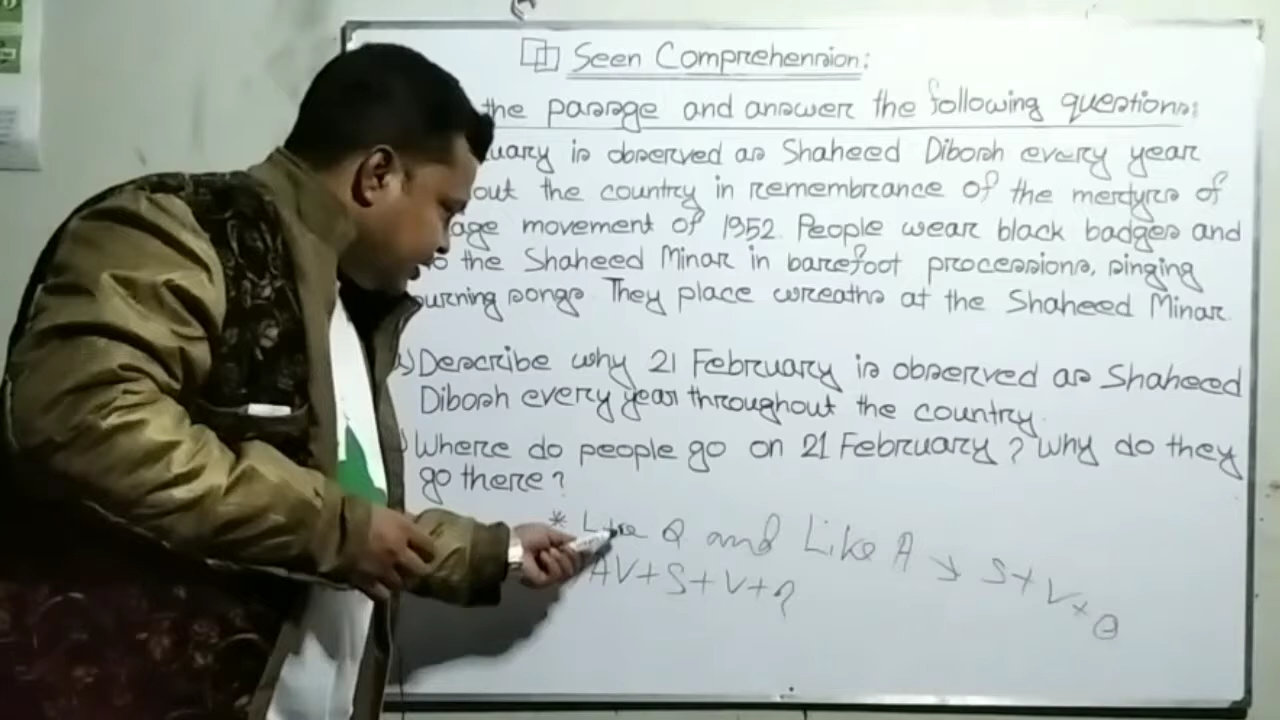 Seen Comprehension:
the passage and answer the following questions:
uary is observed as Shaheed Dibosh every year
out the country in remembrance of the mertyrs of
age movement of 1952. People wear black badges and
to the Shaheed Minar in barefoot processions, singing
ourning songs. They place wreaths at the Shaheed Minar
) Describe why 21 February is observed as Shaheed
Dibosh every year throughout the country.
) Where do people go on 21 February? Why do they
go there?
* Like Q and Like A → S+V+O
AV+S+V+?